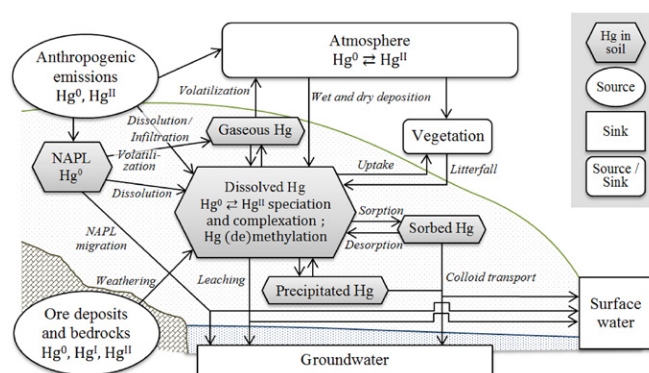 Anthropogenic
emissions
Hg⁰, Hgᴵᴵ
Atmosphere
Hg⁰ ⇄ Hgᴵᴵ
Hg in
soil
Source
Sink
Source /
Sink
Volatilization
Wet and dry deposition
Dissolution/
Infiltration
Gaseous Hg
Vegetation
NAPL
Hg⁰
Volatili-
zation
Uptake
Litterfall
Dissolution
Dissolved Hg
Hg⁰ ⇄ Hgᴵᴵ speciation
and complexation ;
Hg (de)methylation
Sorption
Desorption
Sorbed Hg
NAPL
migration
Weathering
Leaching
Colloid transport
Precipitated Hg
Ore deposits
and bedrocks
Hg⁰, Hgᴵ, Hgᴵᴵ
Surface
water
Groundwater